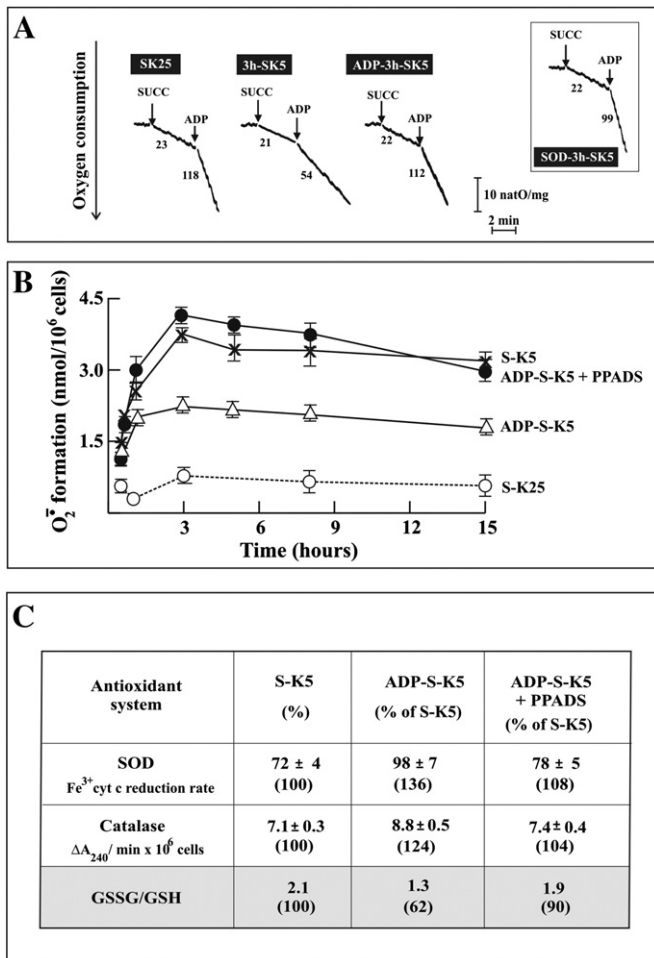 A
Oxygen consumption
SK25
SUCC
ADP
23
118
3h-SK5
SUCC
ADP
21
54
ADP-3h-SK5
SUCC
ADP
22
112
10 natO/mg
2 min
SUCC
ADP
22
99
SOD-3h-SK5
B
O₂⁻• formation (nmol/10⁶ cells)
4.5
3.0
1.5
3
6
9
12
15
Time (hours)
S-K5
ADP-S-K5 + PPADS
ADP-S-K5
S-K25
C
Antioxidant
system
S-K5
(%)
ADP-S-K5
(% of S-K5)
ADP-S-K5
+ PPADS
(% of S-K5)
SOD
Fe³⁺cyt c reduction rate
72 ± 4
(100)
98 ± 7
(136)
78 ± 5
(108)
Catalase
ΔA₂₄₀/ min x 10⁶ cells
7.1 ± 0.3
(100)
8.8 ± 0.5
(124)
7.4 ± 0.4
(104)
GSSG/GSH
2.1
(100)
1.3
(62)
1.9
(90)